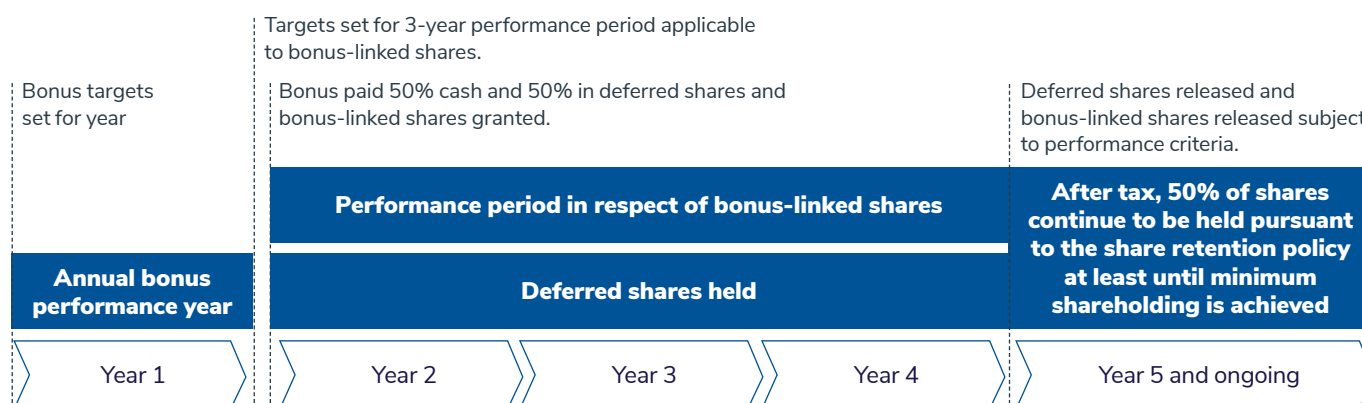 Targets set for 3-year performance period applicable
to bonus-linked shares.
Bonus targets
set for year
Bonus paid 50% cash and 50% in deferred shares and
bonus-linked shares granted.
Deferred shares released and
bonus-linked shares released subject
to performance criteria.
Performance period in respect of bonus-linked shares
After tax, 50% of shares
continue to be held pursuant
to the share retention policy
at least until minimum
shareholding is achieved
Annual bonus
performance year
Deferred shares held
Year 1
Year 2
Year 3
Year 4
Year 5 and ongoing